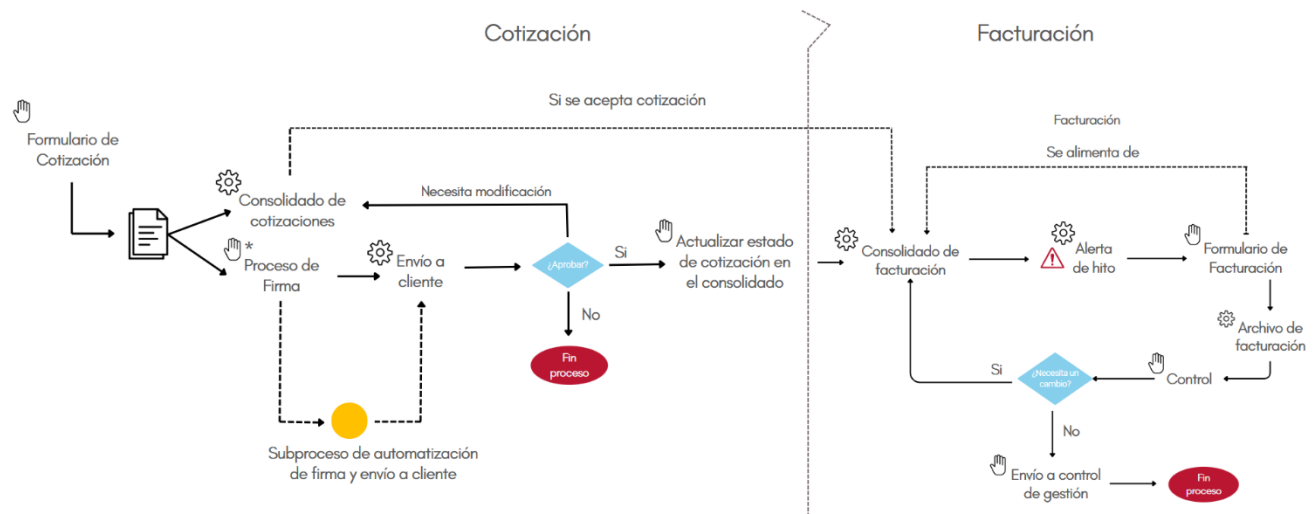 Cotización
Facturación
Si se acepta cotización
Formulario de
Cotización
Consolidado de
cotizaciones
Necesita modificación
*
Proceso de
Firma
Envío a
cliente
¿Aprobar?
Si
No
Fin
proceso
Actualizar estado
de cotización en
el consolidado
Subproceso de automatización
de firma y envío a cliente
Facturación
Se alimenta de
Consolidado de
facturación
Alerta
de hito
Formulario de
Facturación
Archivo de
facturación
Control
¿Necesita un
cambio?
Si
No
Envío a control
de gestión
Fin
proceso